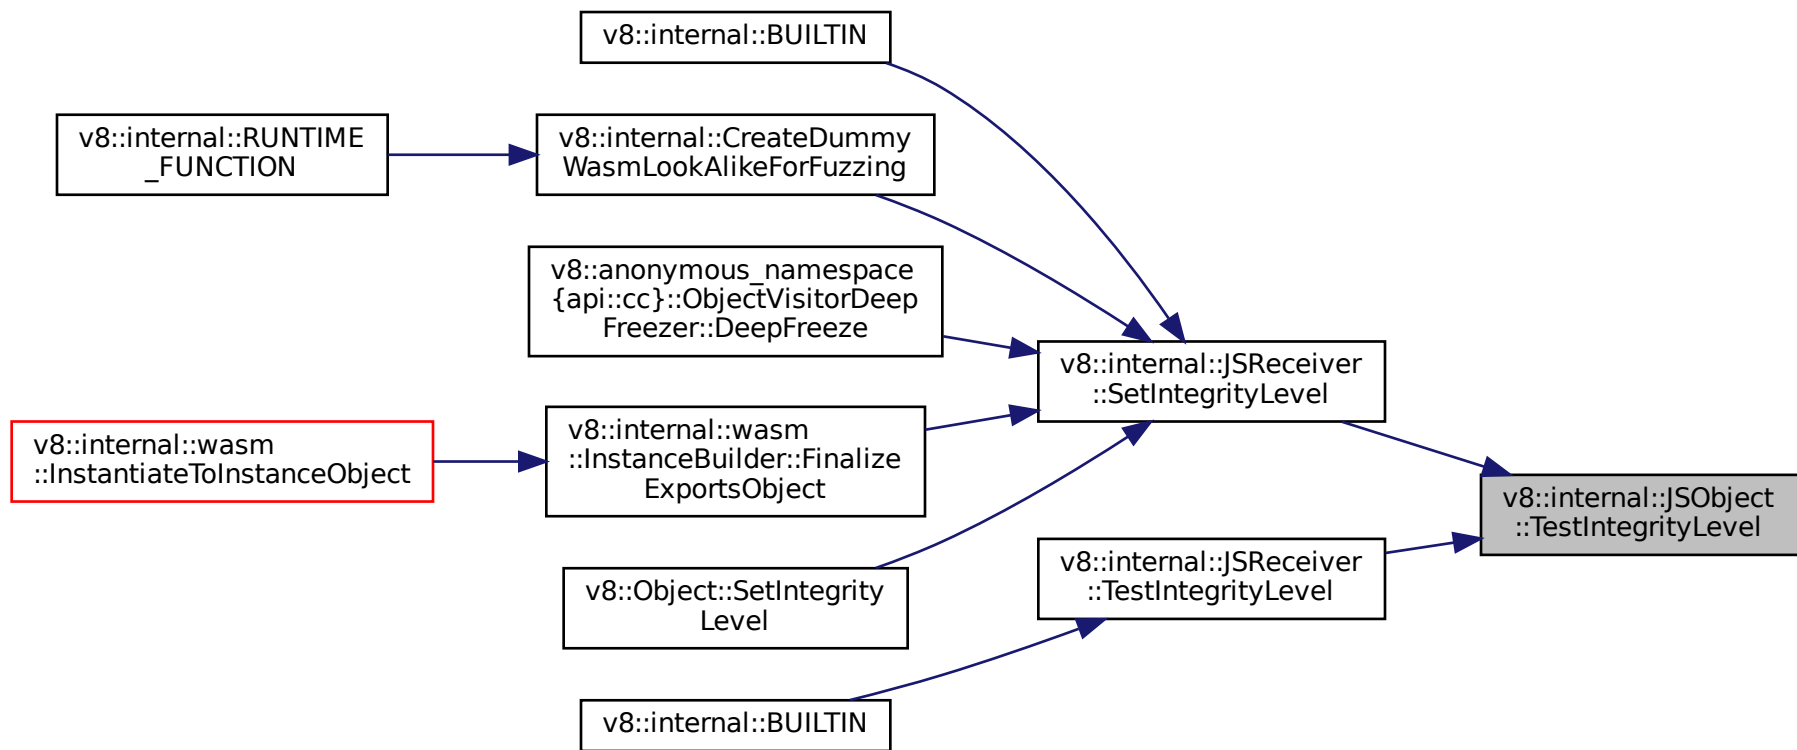 v8::internal::BUILTIN
v8::internal::RUNTIME
_FUNCTION
v8::internal::CreateDummy
WasmLookAlikeForFuzzing
v8::anonymous_namespace
{api::cc}::ObjectVisitorDeep
Freezer::DeepFreeze
v8::internal::JSReceiver
::SetIntegrityLevel
v8::internal::wasm
::InstantiateToInstanceObject
v8::internal::wasm
::InstanceBuilder::Finalize
ExportsObject
v8::internal::JSObject
::TestIntegrityLevel
v8::Object::SetIntegrity
Level
v8::internal::JSReceiver
::TestIntegrityLevel
v8::internal::BUILTIN